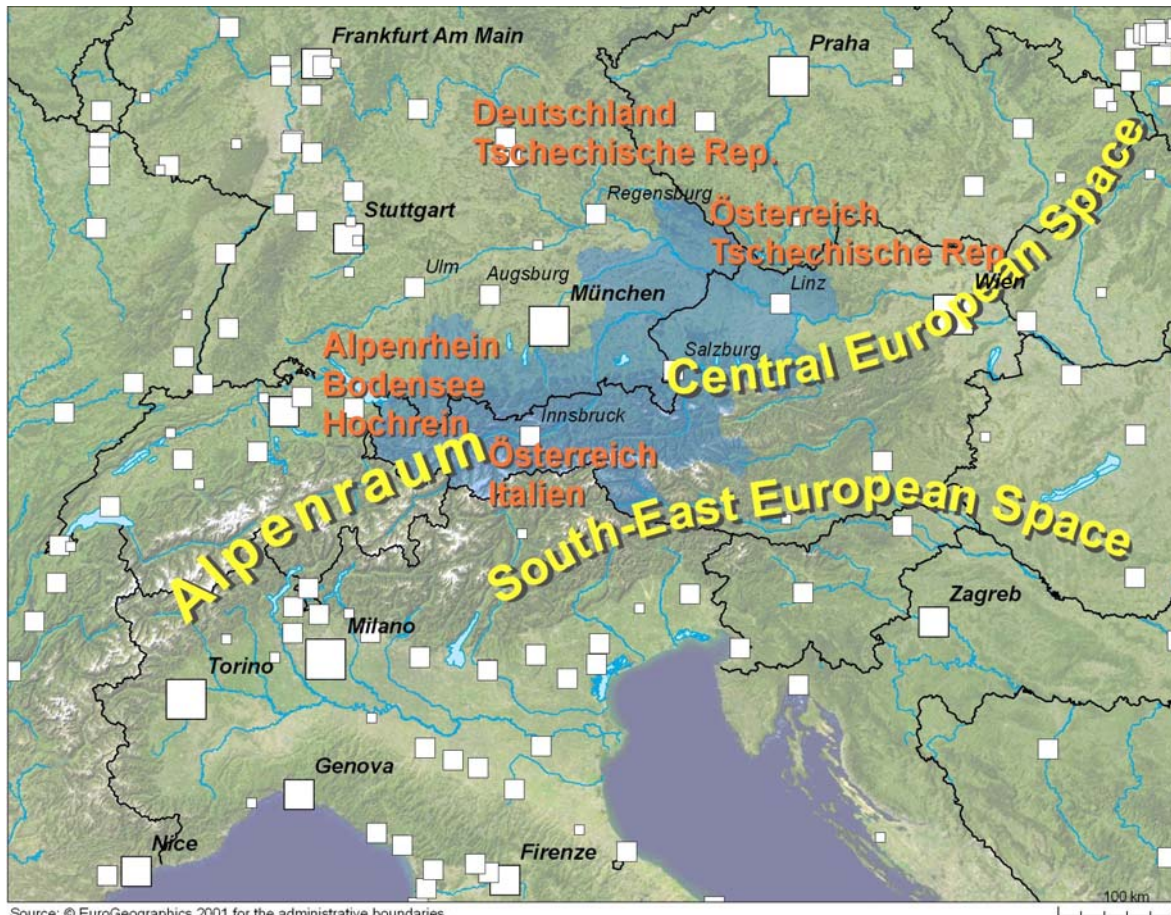 Frankfurt Am Main
Praha
Deutschland
Tschechische Rep.
Regensburg
Stuttgart
Österreich
Tschechische Rep.
Ulm
Augsburg
München
Linz
Wien
Central European Space
Salzburg
Alpenrhein
Bodensee
Hochrein
Innsbruck
Alpenraum
Österreich
Italien
South-East European Space
Zagreb
Milano
Torino
Genova
Nice
Firenze
100 km
Source: © EuroGeographics 2001 for the administrative boundaries